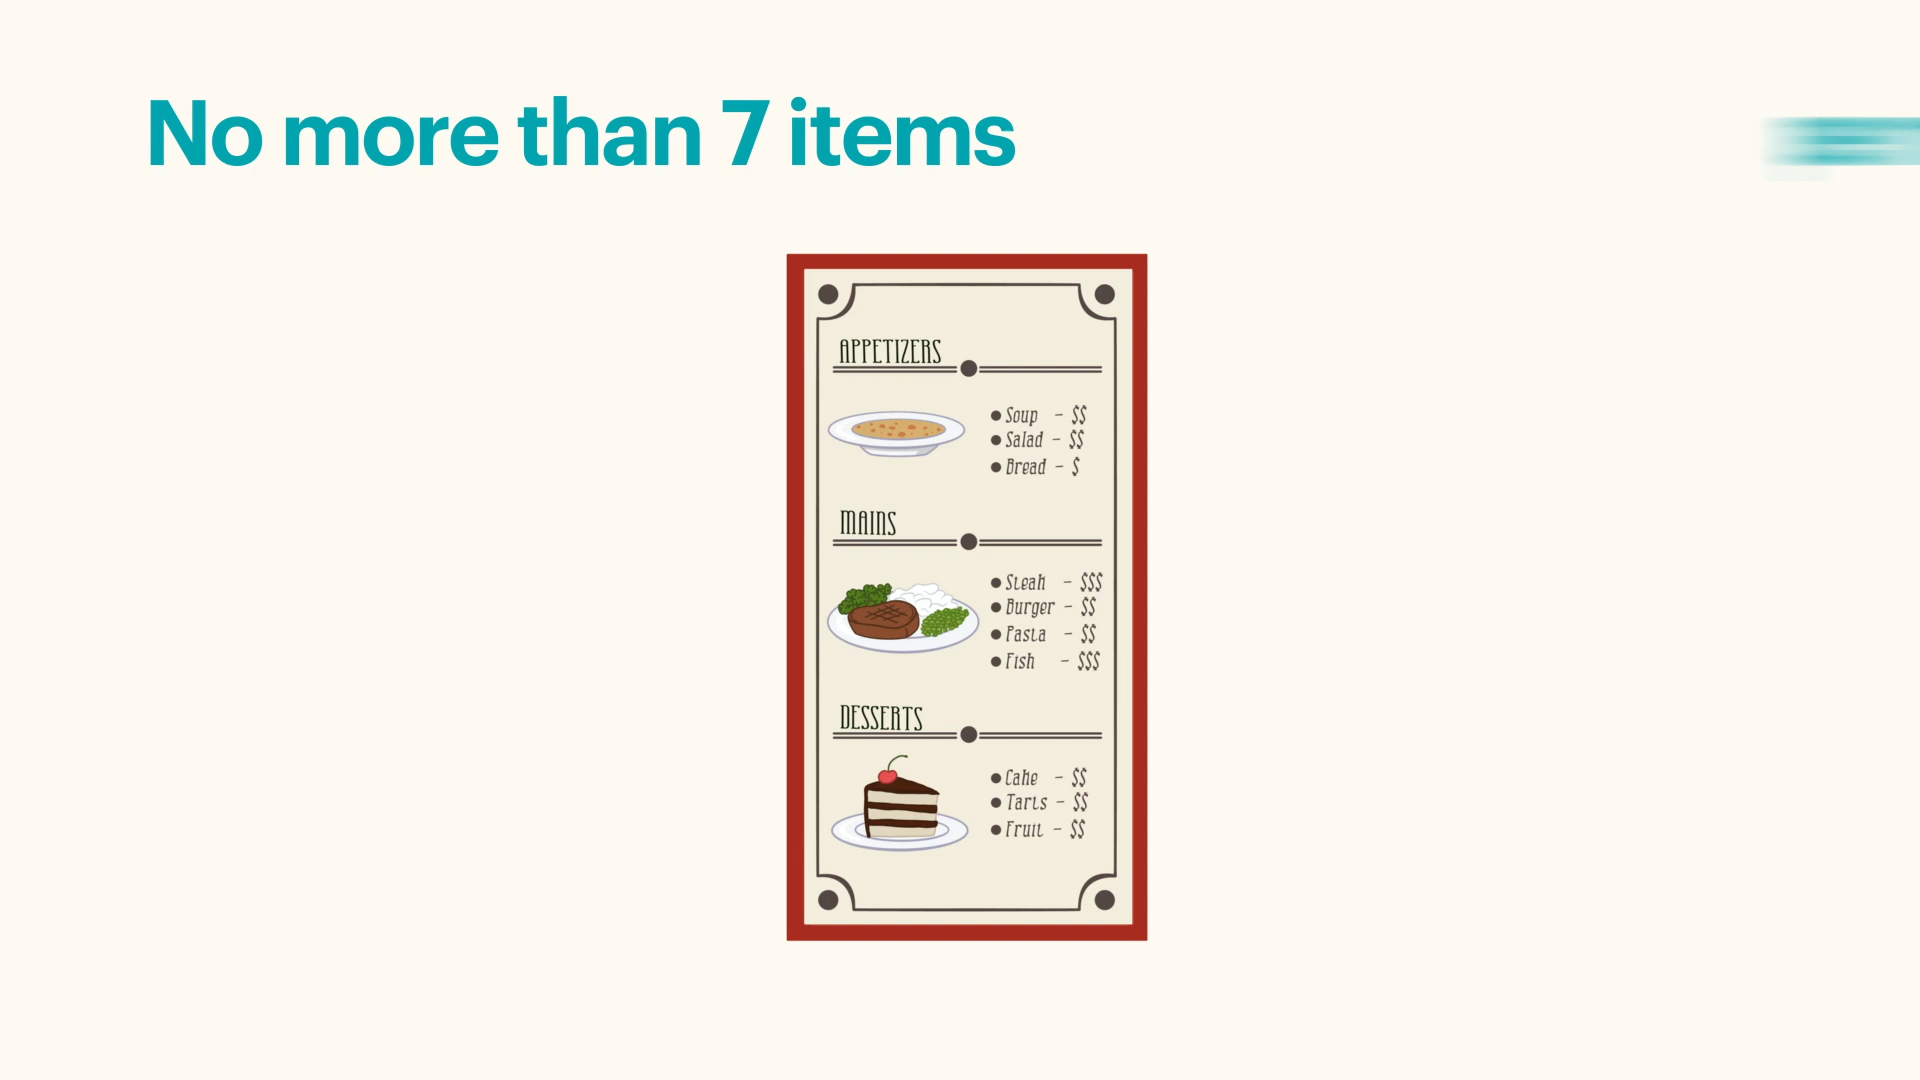 No more than 7 items
APPETIZERS
Soup – $$
Salad – $$
Bread – $
MAINS
Steak – $$$
Burger – $$
Pasta – $$
Fish – $$$
DESSERTS
Cake – $$
Tarts – $$
Fruit – $$